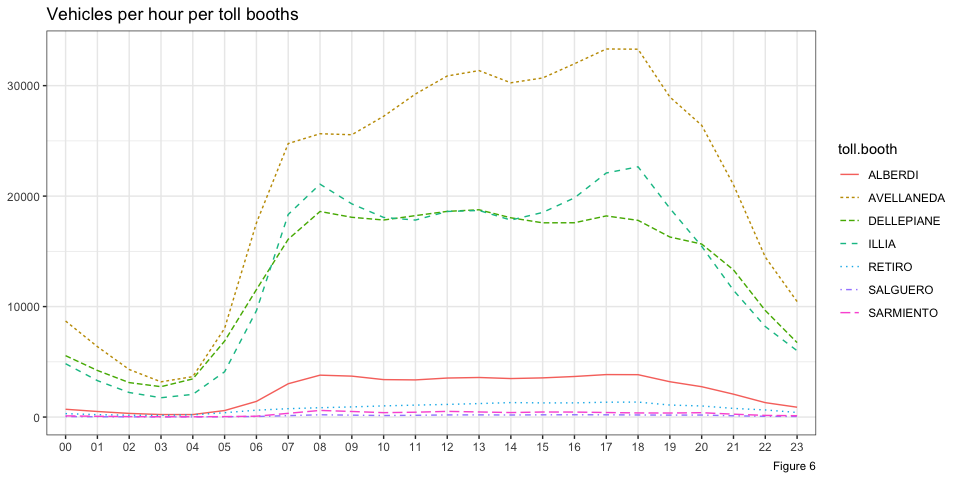 Vehicles per hour per toll booths
30000
20000
10000
0
00 01 02 03 04 05 06 07 08 09 10 11 12 13 14 15 16 17 18 19 20 21 22 23
Figure 6
toll.booth
ALBERDI
AVELLANEDA
DELLEPIANE
ILLIA
RETIRO
SALGUERO
SARMIENTO